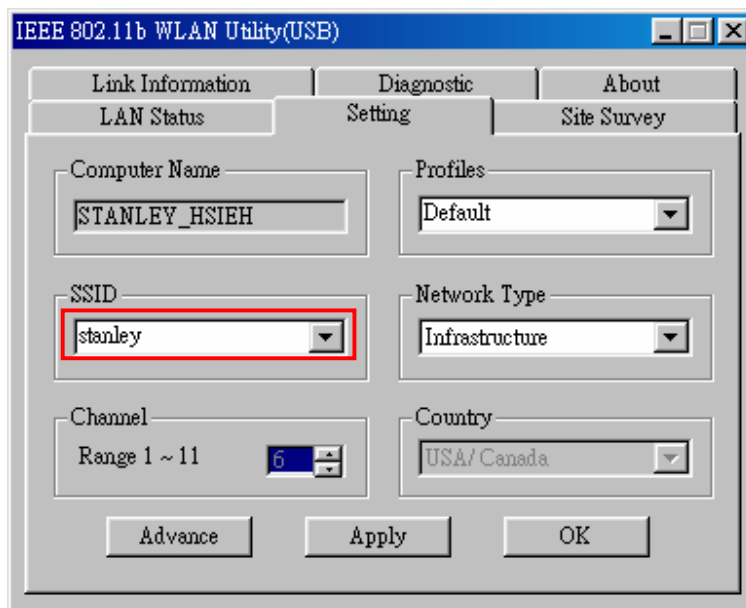 IEEE 802.11b WLAN Utility(USB)
Link Information
Diagnostic
About
LAN Status
Setting
Site Survey
Computer Name
STANLEY_HSIEH
Profiles
Default
SSID
stanley
Network Type
Infrastructure
Channel
Range 1 ~ 11
6
Country
USA/ Canada
Advance
Apply
OK